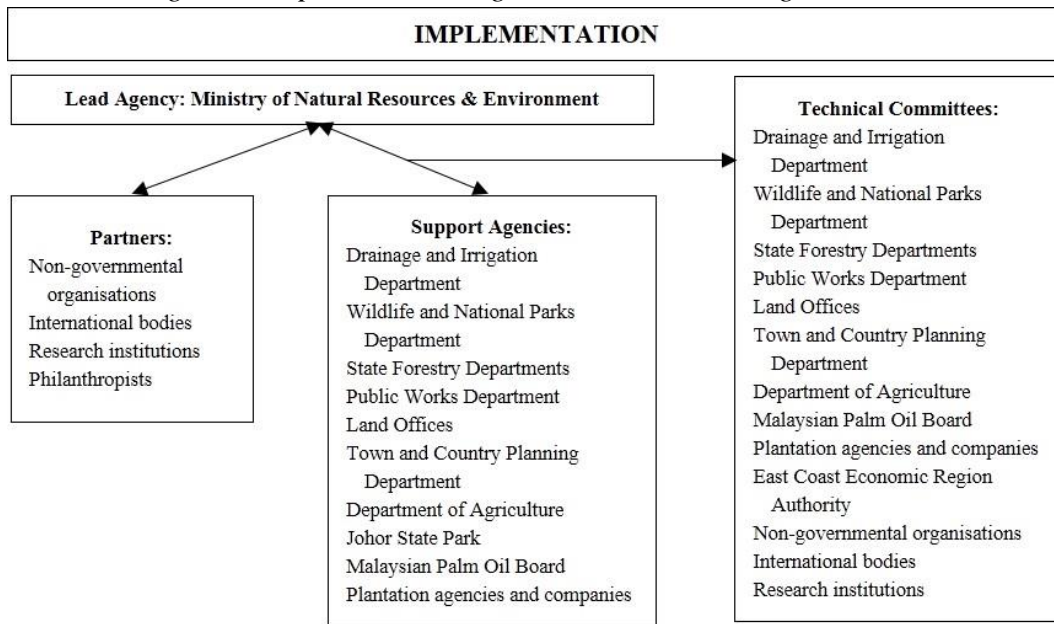 IMPLEMENTATION
Lead Agency: Ministry of Natural Resources & Environment
Partners:
Non-governmental
organisations
International bodies
Research institutions
Philanthropists
Support Agencies:
Drainage and Irrigation
Department
Wildlife and National Parks
Department
State Forestry Departments
Public Works Department
Land Offices
Town and Country Planning
Department
Department of Agriculture
Johor State Park
Malaysian Palm Oil Board
Plantation agencies and companies
Technical Committees:
Drainage and Irrigation
Department
Wildlife and National Parks
Department
State Forestry Departments
Public Works Department
Land Offices
Town and Country Planning
Department
Department of Agriculture
Malaysian Palm Oil Board
Plantation agencies and companies
East Coast Economic Region
Authority
Non-governmental organisations
International bodies
Research institutions